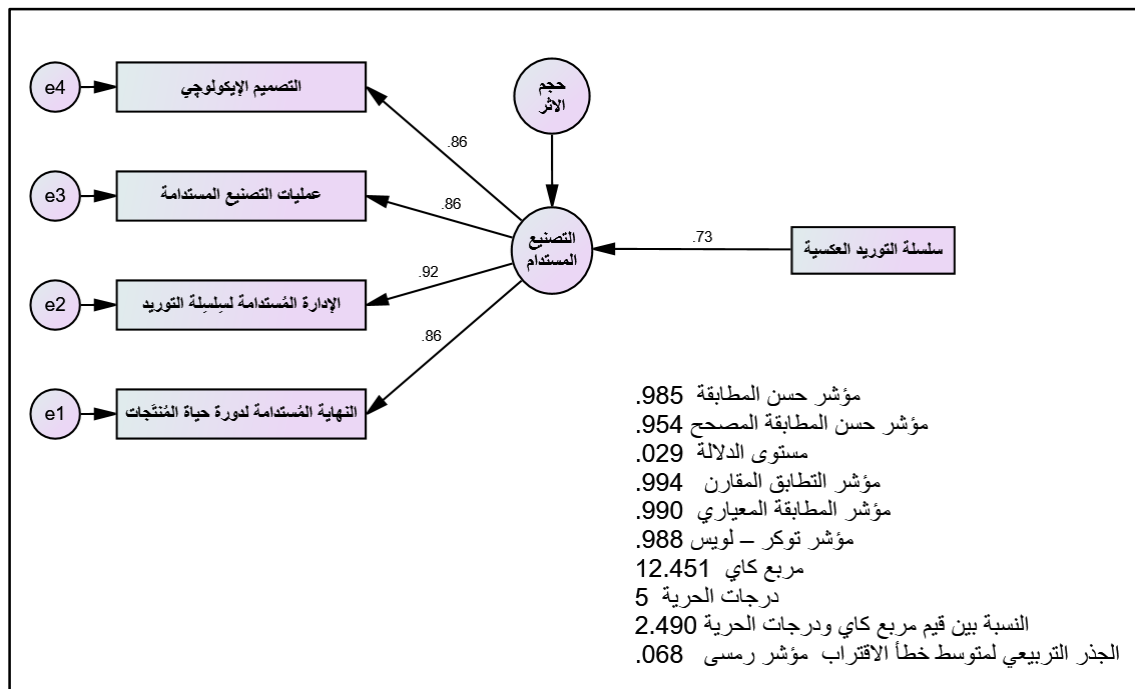 e4
التصميم الإيكولوچي
حجم
الاثر
.86
e3
عمليات التصنيع المستدامة
.86
التصنيع
المستدام
.73
سلسلة التوريد العكسية
e2
الإدارة المُستدامة لسِلسِلة التوريد
.92
.86
e1
النهاية المُستدامة لدورة حياة المُنتَجات
مؤشر حسن المطابقة .985
مؤشر حسن المطابقة المصحح .954
مستوى الدلالة .029
مؤشر التطابق المقارن .994
مؤشر المطابقة المعياري .990
مؤشر توكر – لويس .988
مربع كاي 12.451
درجات الحرية 5
النسبة بين قيم مربع كاي ودرجات الحرية 2.490
الجذر التربيعي لمتوسط خطأ الاقتراب مؤشر رمسى .068